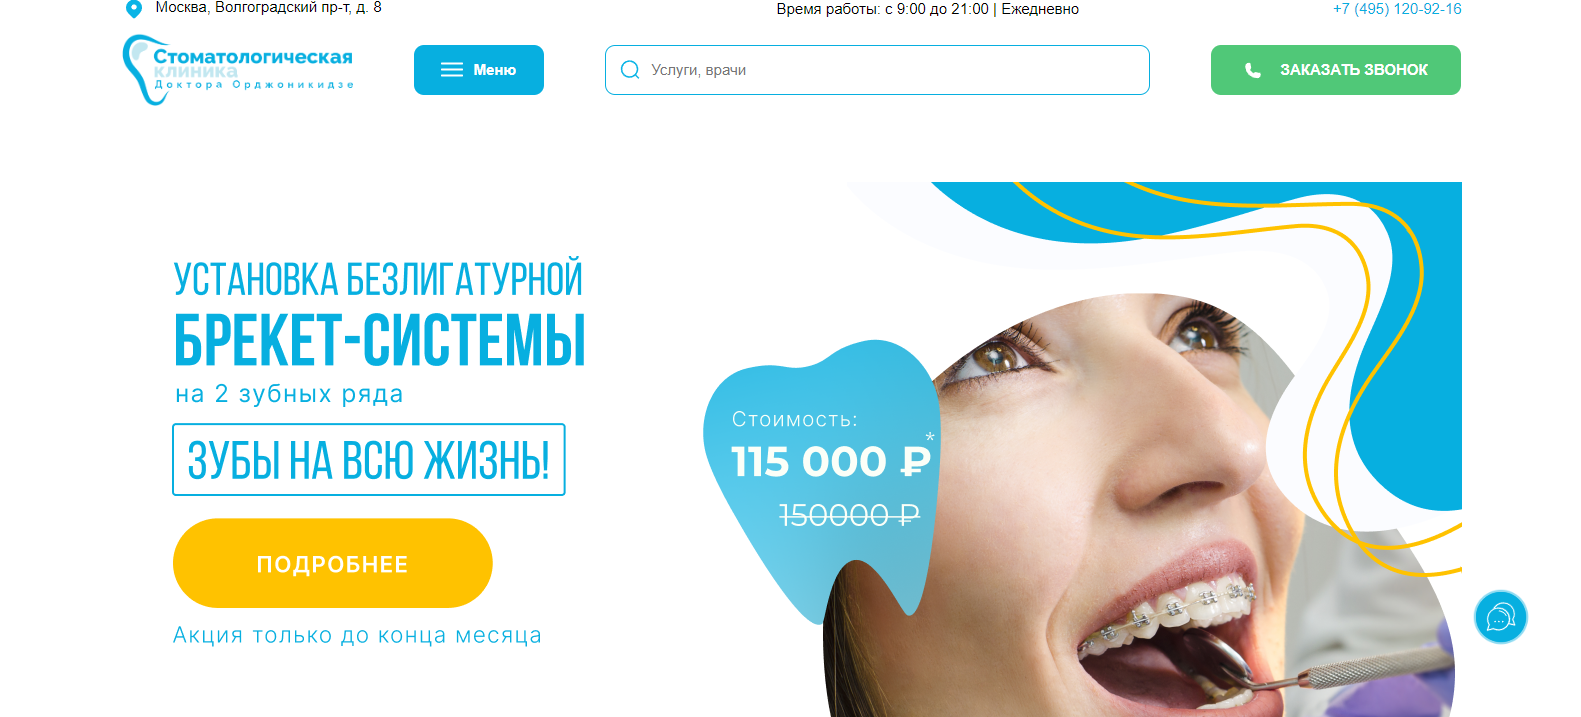 Москва, Волгоградский пр-т, д. 8
Время работы: с 9:00 до 21:00 | Ежедневно
+7 (495) 120-92-16
Стоматологическая
клиника
Доктора Орджоникидзе
Меню
Услуги, врачи
ЗАКАЗАТЬ ЗВОНОК
УСТАНОВКА БЕЗЛИГАТУРНОЙ
БРЕКЕТ-СИСТЕМЫ
на 2 зубных ряда
ЗУБЫ НА ВСЮ ЖИЗНЬ!
ПОДРОБНЕЕ
Акция только до конца месяца
Стоимость:
115 000 ₽*
150000 ₽